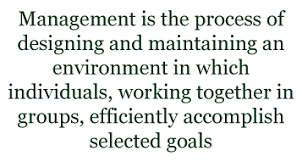 Management is the process of
designing and maintaining an
environment in which
individuals, working together in
groups, efficiently accomplish
selected goals